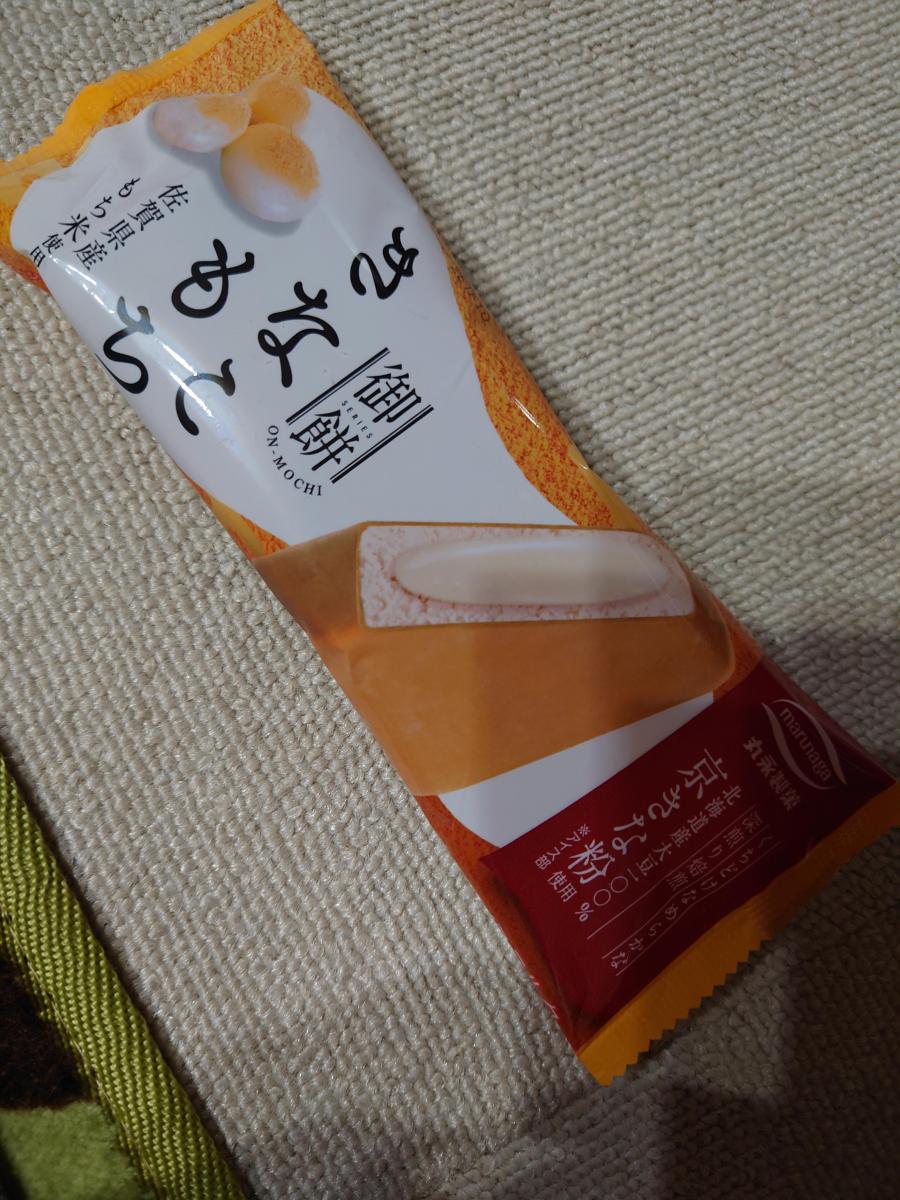 佐賀県産
もち米使用
きなこ
もち
御餅
SERIES
ON-MOCHI
marunaga
丸永製菓
くちどけなめらかな
深煎り焙煎
北海道産大豆一〇〇%
京きな粉使用
※アイス部